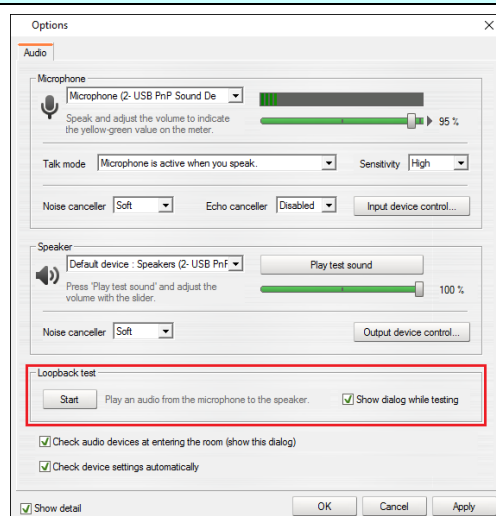 Options
Audio
Microphone
Microphone (2- USB PnP Sound De
Speak and adjust the volume to indicate
the yellow-green value on the meter.
95 %
Talk mode Microphone is active when you speak. Sensitivity High
Noise canceller Soft Echo canceller Disabled Input device control...
Speaker
Default device : Speakers (2- USB PnF Play test sound
Press 'Play test sound' and adjust the
volume with the slider.
100 %
Noise canceller Soft Output device control...
Loopback test
Start Play an audio from the microphone to the speaker. Show dialog while testing
Check audio devices at entering the room (show this dialog)
Check device settings automatically
Show detail OK Cancel Apply